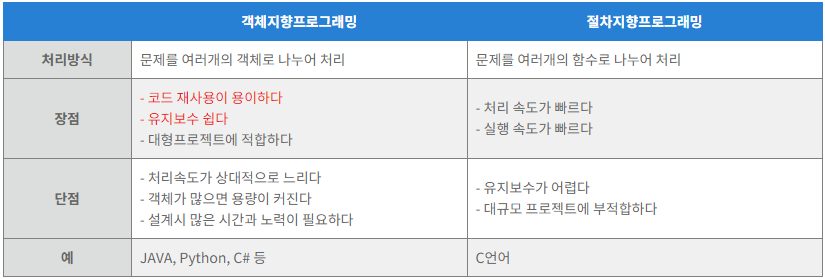 객체지향프로그래밍 절차지향프로그래밍
처리방식 문제를 여러개의 객체로 나누어 처리 문제를 여러개의 함수로 나누어 처리
장점
- 코드 재사용이 용이하다
- 유지보수 쉽다
- 대형프로젝트에 적합하다
- 처리 속도가 빠르다
- 실행 속도가 빠르다
단점
- 처리속도가 상대적으로 느리다
- 객체가 많으면 용량이 커진다
- 설계시 많은 시간과 노력이 필요하다
- 유지보수가 어렵다
- 대규모 프로젝트에 부적합하다
예 JAVA, Python, C# 등 C언어